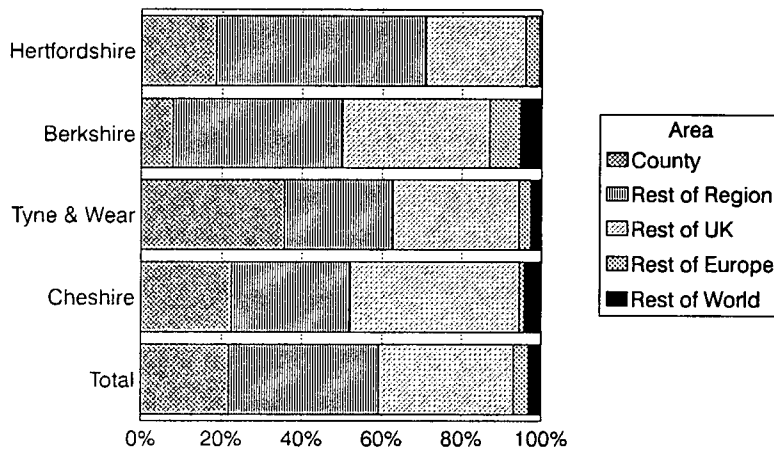 Hertfordshire
Berkshire
Tyne & Wear
Cheshire
Total
0% 20% 40% 60% 80% 100%
Area
County
Rest of Region
Rest of UK
Rest of Europe
Rest of World